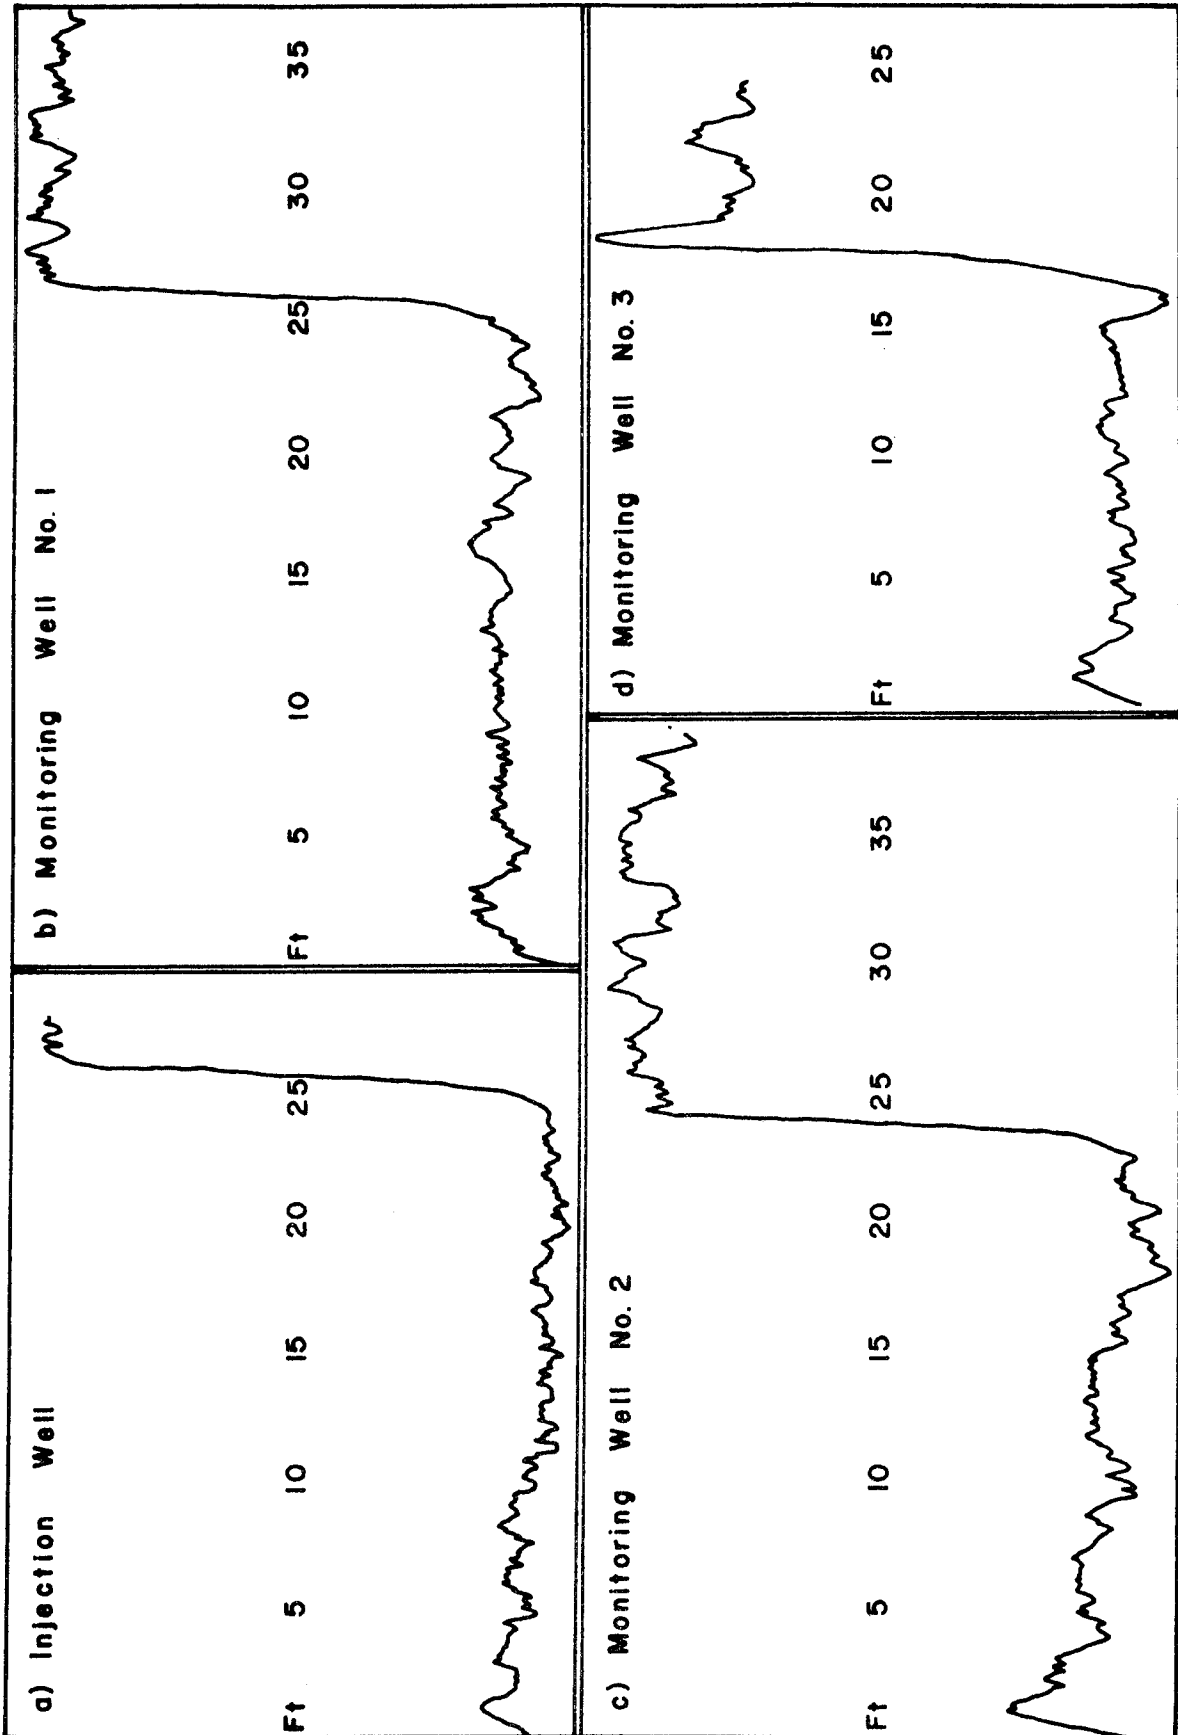 a) Injection Well
Ft 5 10 15 20 25
b) Monitoring Well No. 1
Ft 5 10 15 20 25 30 35
c) Monitoring Well No. 2
Ft 5 10 15 20 25 30 35
d) Monitoring Well No. 3
Ft 5 10 15 20 25